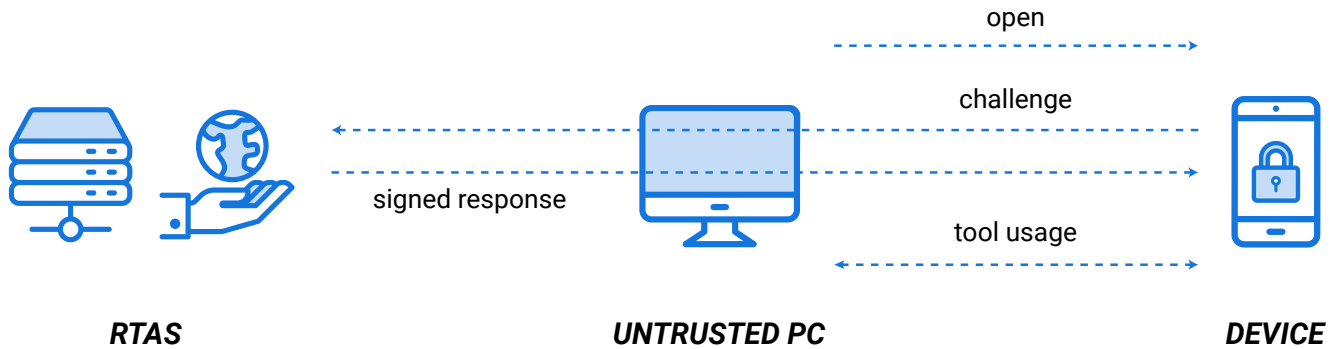 open
challenge
signed response
tool usage
RTAS
UNTRUSTED PC
DEVICE